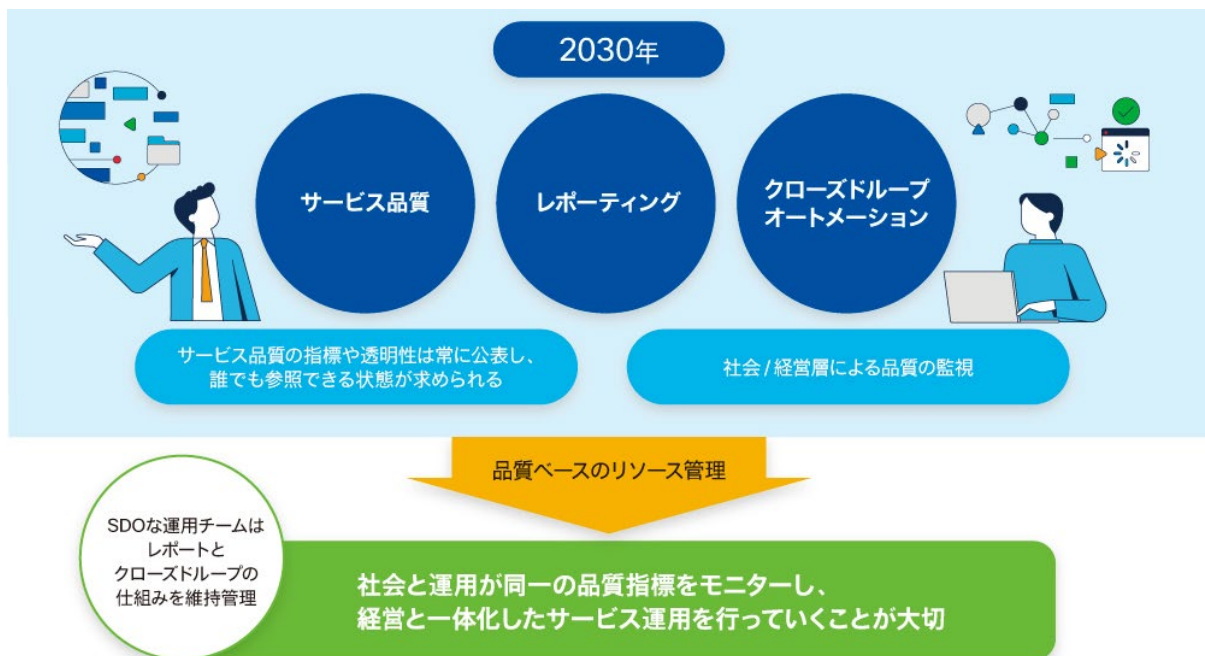 2030年
サービス品質
レポーティング
クローズドループ
オートメーション
サービス品質の指標や透明性は常に公表し、
誰でも参照できる状態が求められる
社会/経営層による品質の監視
品質ベースのリソース管理
SDOな運用チームは
レポートと
クローズドループの
仕組みを維持管理
社会と運用が同一の品質指標をモニターし、
経営と一体化したサービス運用を行っていくことが大切